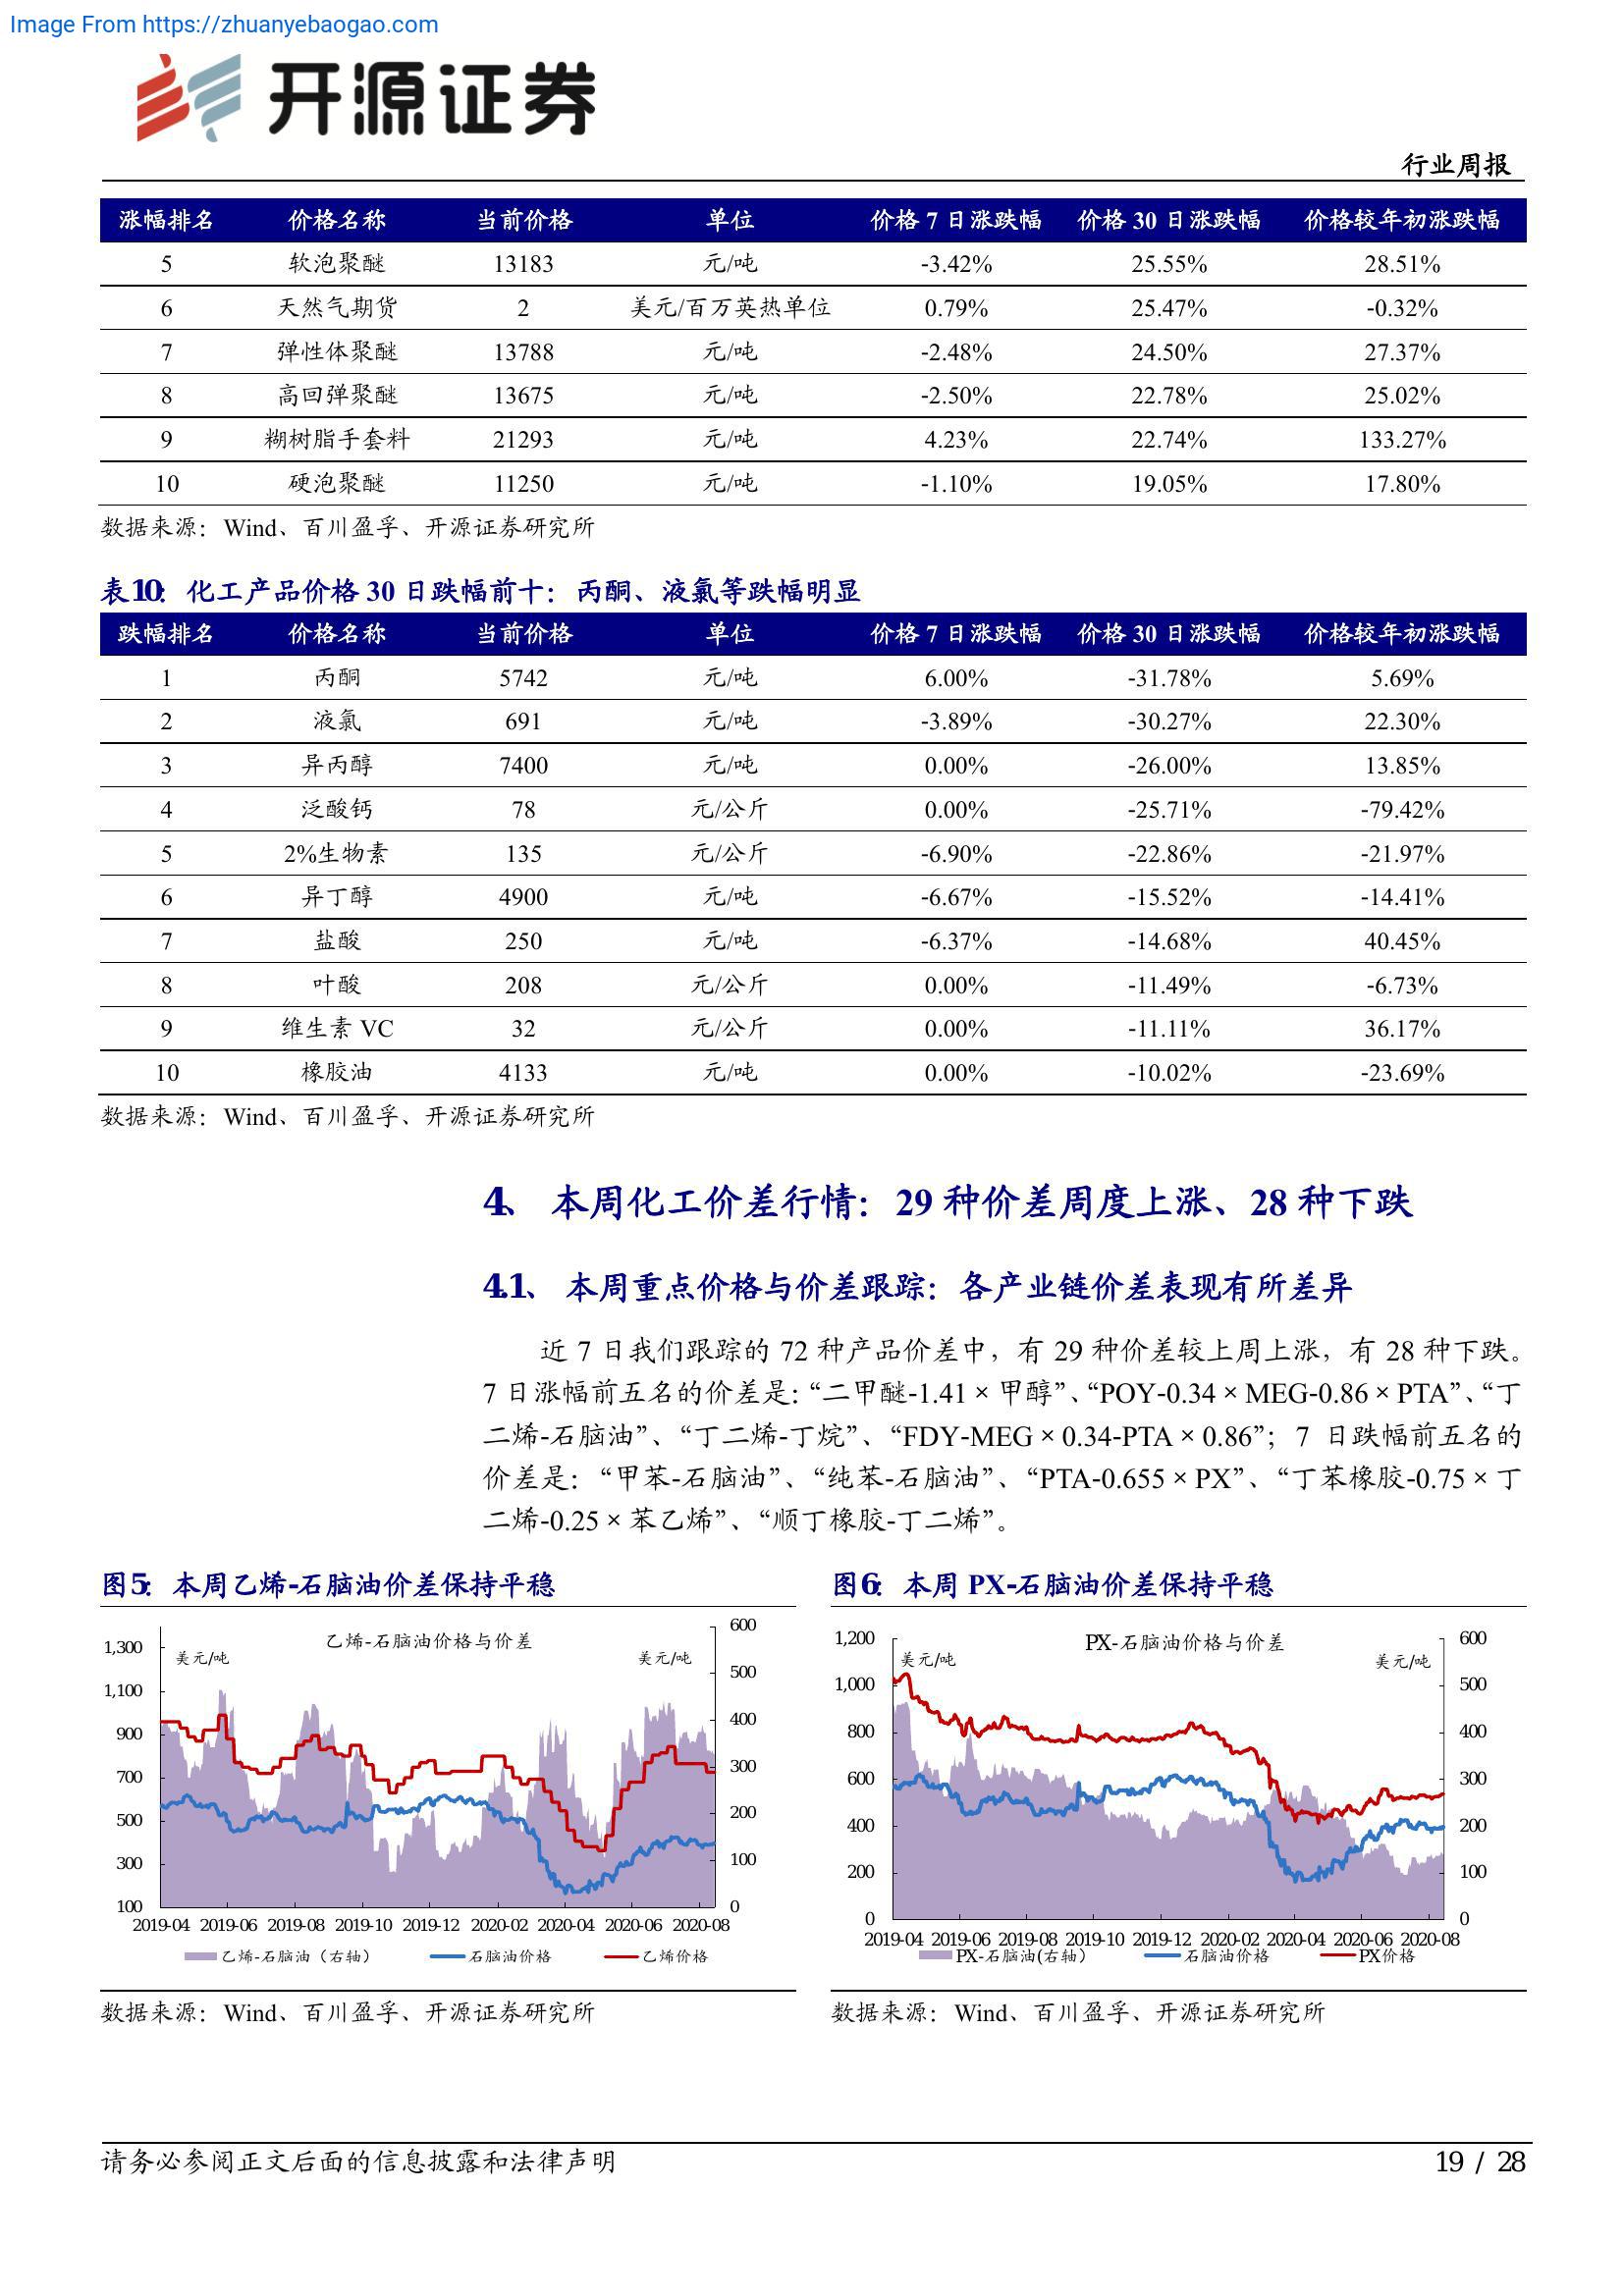 Image From https://zhuanyebaogao.com
开源证券
行业周报
涨幅排名 价格名称 当前价格 单位 价格 7 日涨跌幅 价格 30 日涨跌幅 价格较年初涨跌幅
5 软泡聚醚 13183 元/吨 -3.42% 25.55% 28.51%
6 天然气期货 2 美元/百万英热单位 0.79% 25.47% -0.32%
7 弹性体聚醚 13788 元/吨 -2.48% 24.50% 27.37%
8 高回弹聚醚 13675 元/吨 -2.50% 22.78% 25.02%
9 糊树脂手套料 21293 元/吨 4.23% 22.74% 133.27%
10 硬泡聚醚 11250 元/吨 -1.10% 19.05% 17.80%
数据来源：Wind、百川盈孚、开源证券研究所
表10：化工产品价格 30 日跌幅前十：丙酮、液氯等跌幅明显
跌幅排名 价格名称 当前价格 单位 价格 7 日涨跌幅 价格 30 日涨跌幅 价格较年初涨跌幅
1 丙酮 5742 元/吨 6.00% -31.78% 5.69%
2 液氯 691 元/吨 -3.89% -30.27% 22.30%
3 异丙醇 7400 元/吨 0.00% -26.00% 13.85%
4 泛酸钙 78 元/公斤 0.00% -25.71% -79.42%
5 2%生物素 135 元/公斤 -6.90% -22.86% -21.97%
6 异丁醇 4900 元/吨 -6.67% -15.52% -14.41%
7 盐酸 250 元/吨 -6.37% -14.68% 40.45%
8 叶酸 208 元/公斤 0.00% -11.49% -6.73%
9 维生素 VC 32 元/公斤 0.00% -11.11% 36.17%
10 橡胶油 4133 元/吨 0.00% -10.02% -23.69%
数据来源：Wind、百川盈孚、开源证券研究所
4、 本周化工价差行情：29 种价差周度上涨、28 种下跌
4.1、 本周重点价格与价差跟踪：各产业链价差表现有所差异
近 7 日我们跟踪的 72 种产品价差中，有 29 种价差较上周上涨，有 28 种下跌。
7 日涨幅前五名的价差是：“二甲醚-1.41×甲醇”、“POY-0.34×MEG-0.86×PTA”、“丁
二烯-石脑油”、“丁二烯-丁烷”、“FDY-MEG×0.34-PTA×0.86”；7 日跌幅前五名的
价差是：“甲苯-石脑油”、“纯苯-石脑油”、“PTA-0.655×PX”、“丁苯橡胶-0.75×丁
二烯-0.25×苯乙烯”、“顺丁橡胶-丁二烯”。
图5：本周乙烯-石脑油价差保持平稳
乙烯-石脑油价格与价差
美元/吨 美元/吨
1,300
1,100
900
700
500
300
100
600
500
400
300
200
100
0
2019-04 2019-06 2019-08 2019-10 2019-12 2020-02 2020-04 2020-06 2020-08
乙烯-石脑油（右轴） 石脑油价格 乙烯价格
数据来源：Wind、百川盈孚、开源证券研究所
图6：本周 PX-石脑油价差保持平稳
PX-石脑油价格与价差
美元/吨 美元/吨
1,200
1,000
800
600
400
200
0
600
500
400
300
200
100
0
2019-04 2019-06 2019-08 2019-10 2019-12 2020-02 2020-04 2020-06 2020-08
PX-石脑油(右轴） 石脑油价格 PX价格
数据来源：Wind、百川盈孚、开源证券研究所
请务必参阅正文后面的信息披露和法律声明
19 / 28